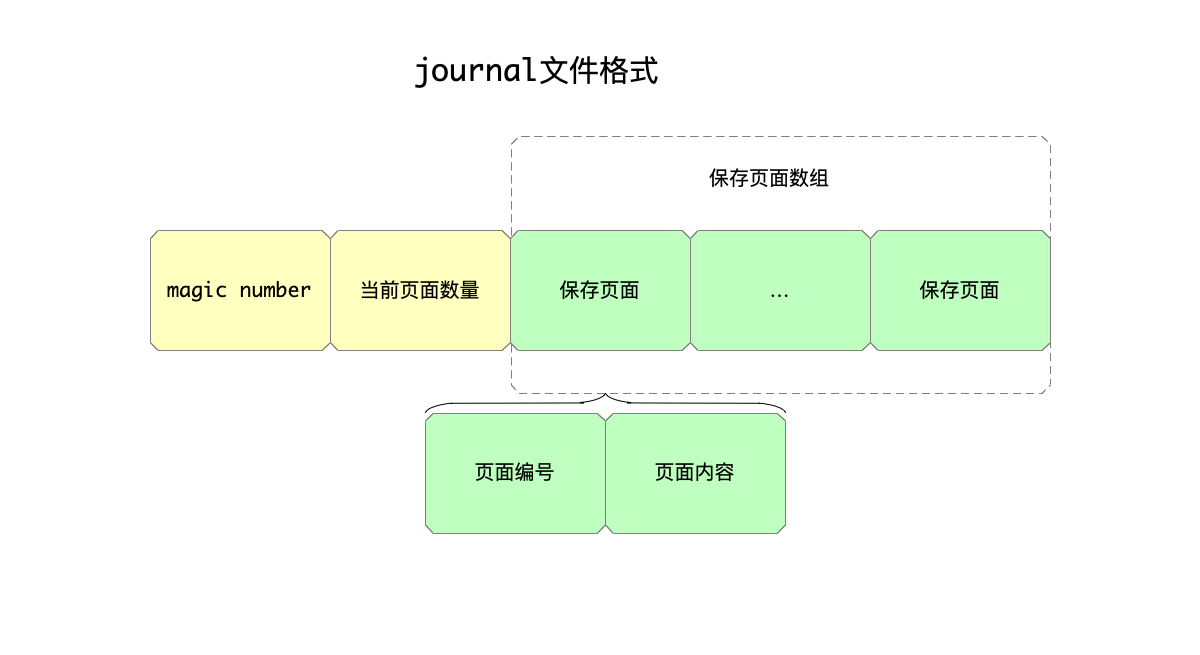 journal文件格式
保存页面数组
magic number
当前页面数量
保存页面
...
保存页面
页面编号
页面内容